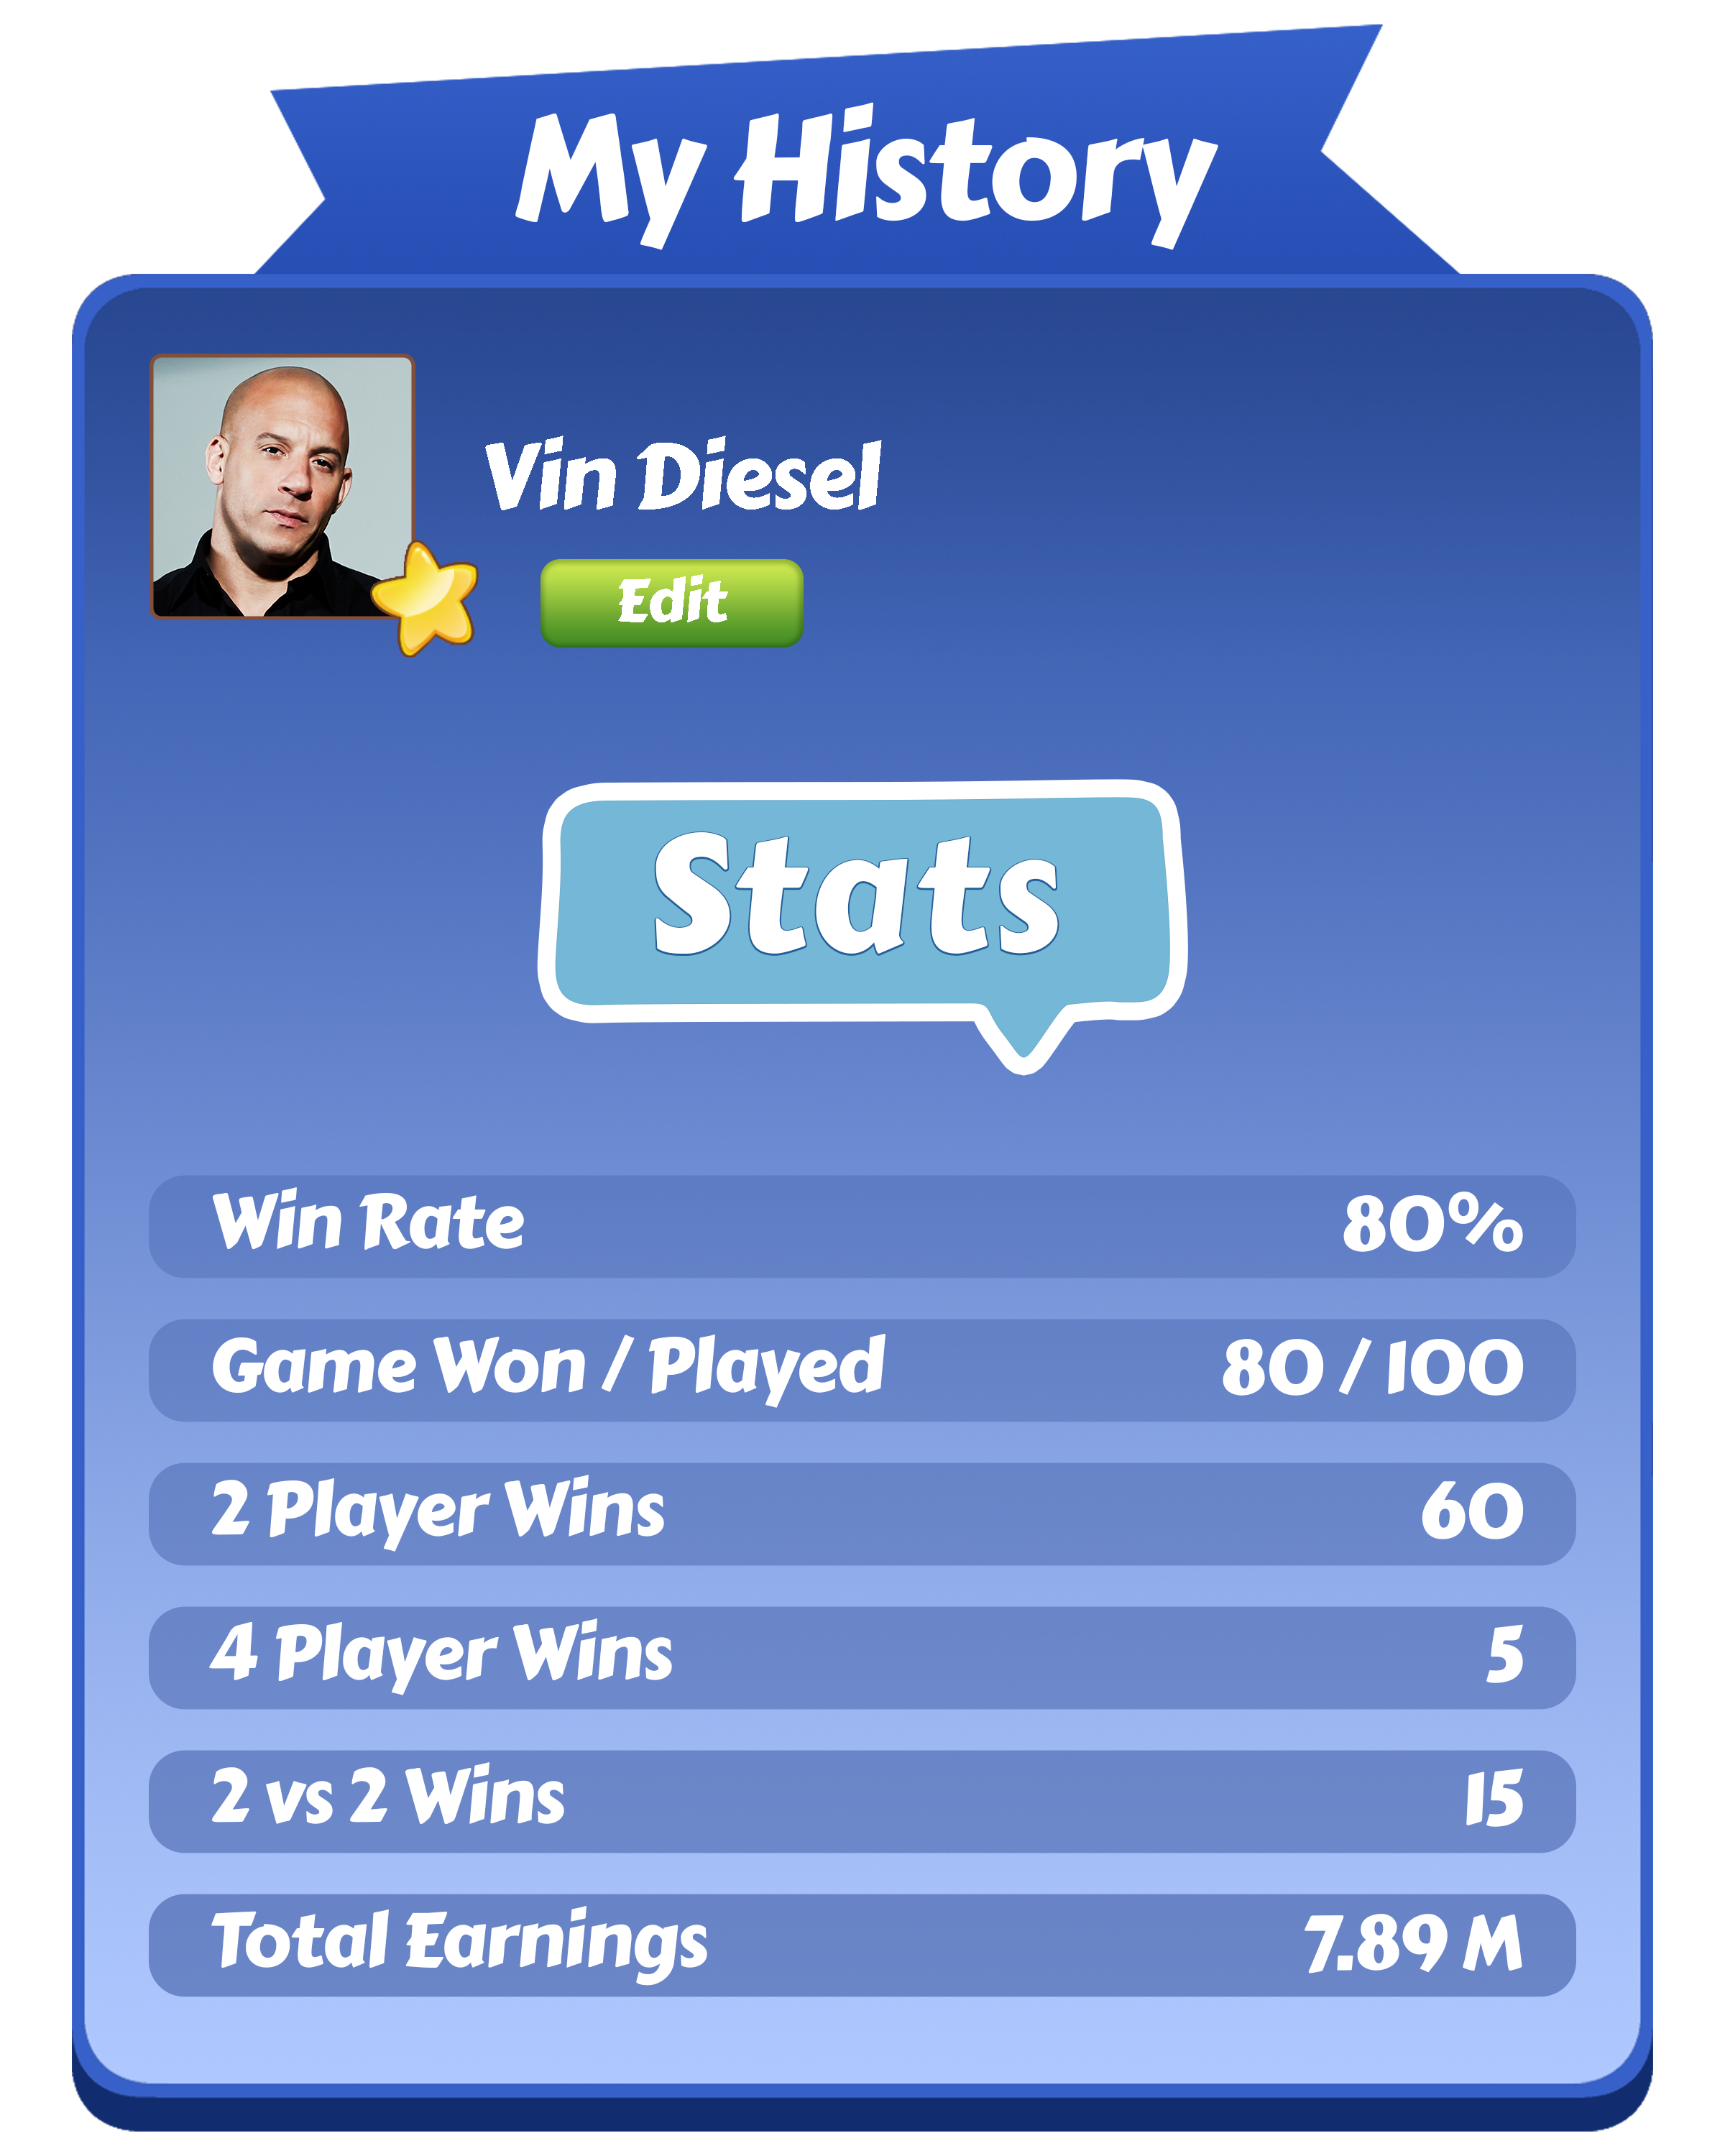 My History
Vin Diesel
Edit
Stats
Win Rate 80%
Game Won / Played 80 / 100
2 Player Wins 60
4 Player Wins 5
2 vs 2 Wins 15
Total Earnings 7.89 M